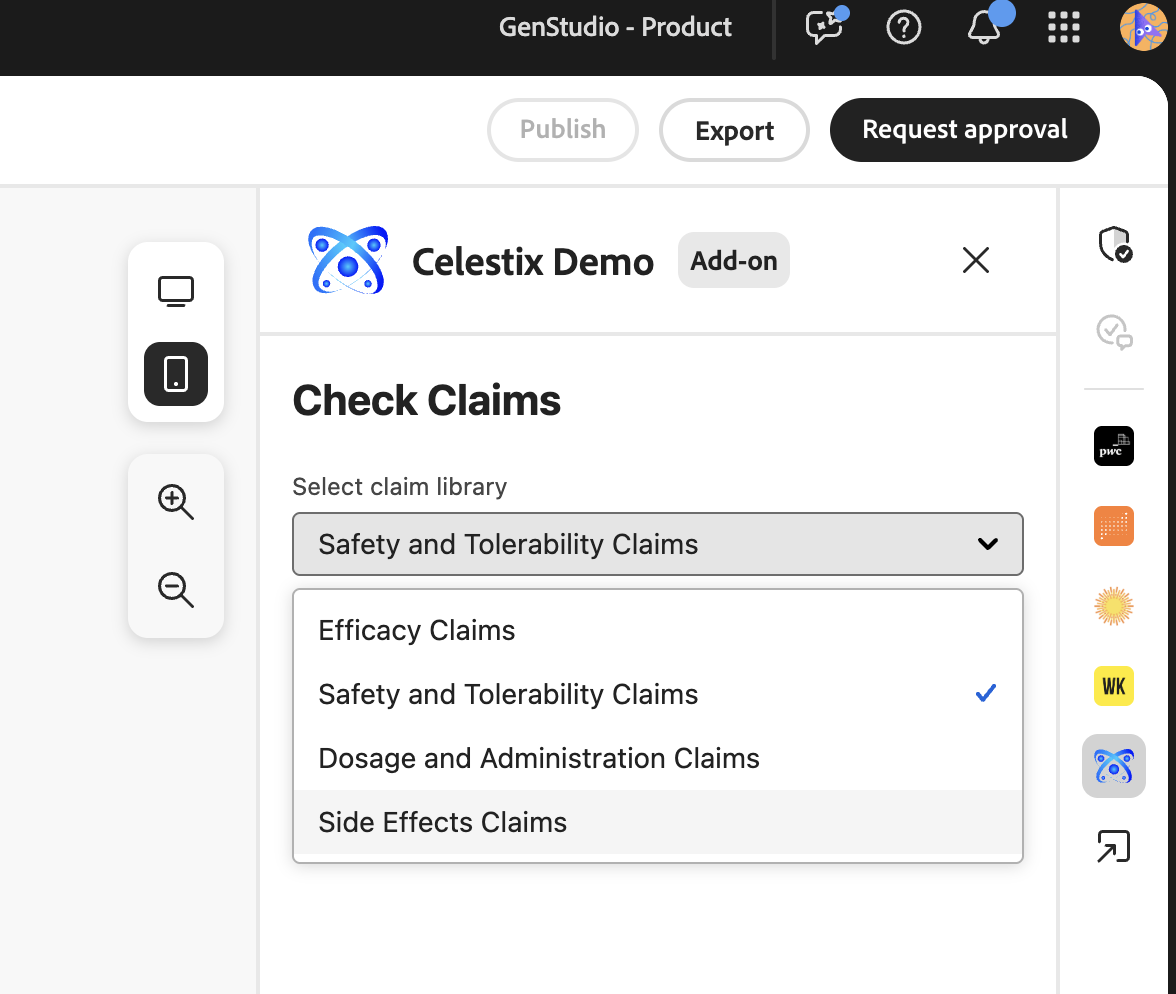 GenStudio - Product
Publish
Export
Request approval
Celestix Demo
Add-on
Check Claims
Select claim library
Safety and Tolerability Claims
Efficacy Claims
Safety and Tolerability Claims
Dosage and Administration Claims
Side Effects Claims
pwc
WK